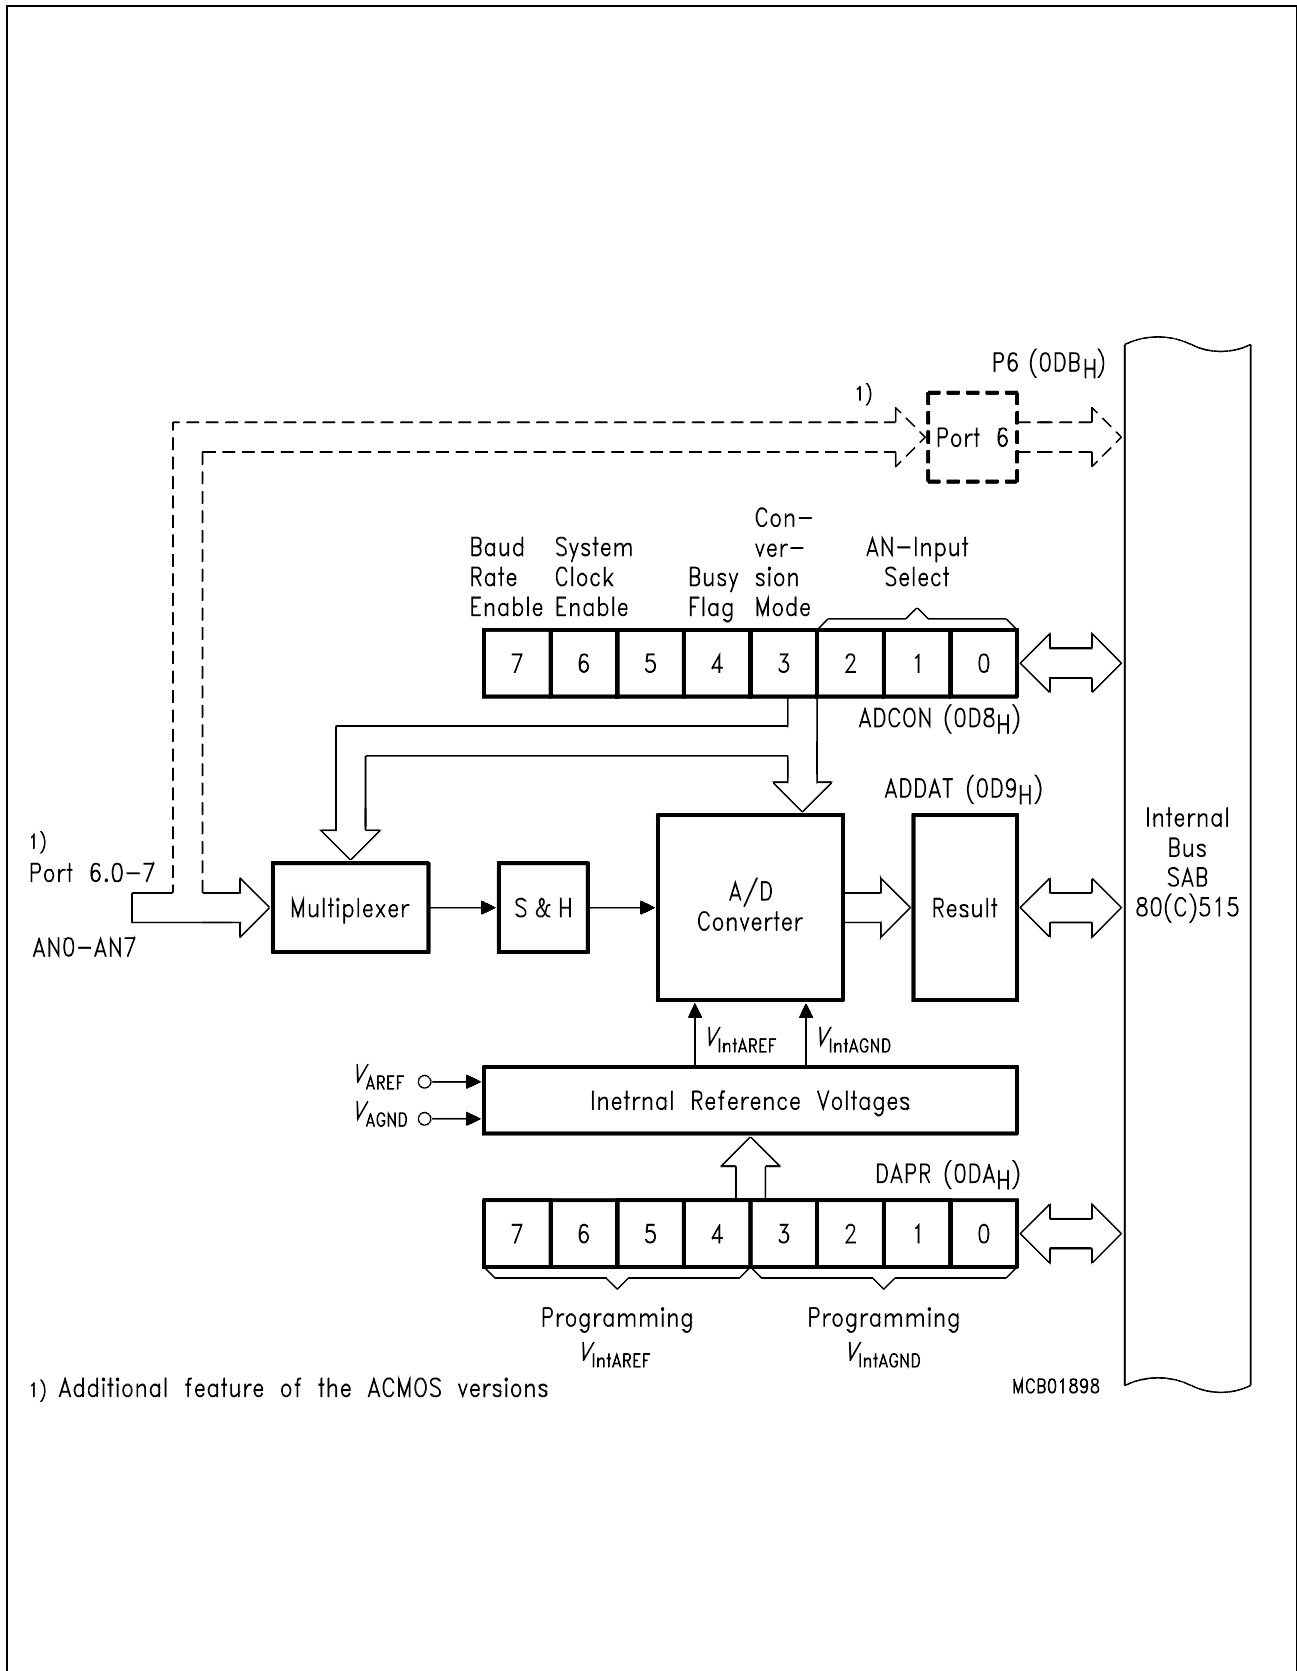 P6 (0DBH)
1)
Port 6
Con-
Baud System ver- AN-Input
Rate Clock Busy sion Select
Enable Enable Flag Mode
7 6 5 4 3 2 1 0
ADCON (0D8H)
ADDAT (0D9H)
1)
Port 6.0-7
AN0-AN7
Multiplexer
S & H
A/D
Converter
Result
Internal
Bus
SAB
80(C)515
VIntAREF
VIntAGND
VAREF
VAGND
Inetrnal Reference Voltages
DAPR (0DAH)
7 6 5 4 3 2 1 0
Programming
VIntAREF
Programming
VIntAGND
1) Additional feature of the ACMOS versions
MCB01898